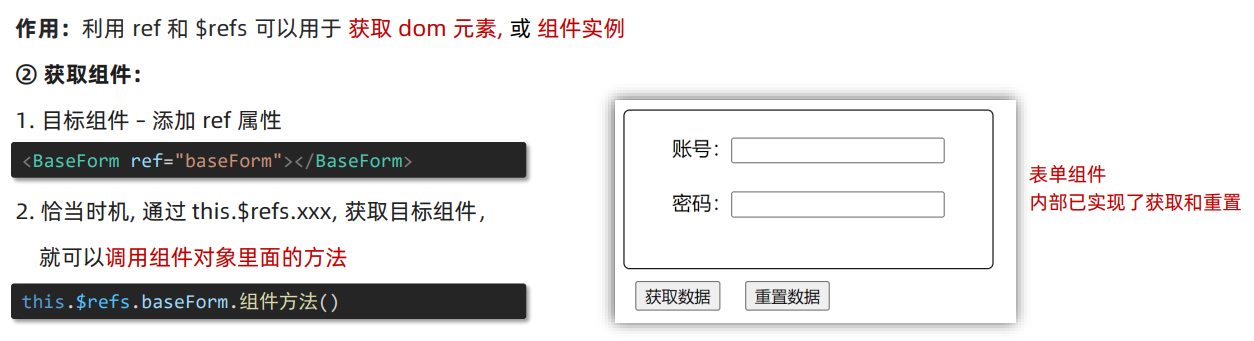 作用：利用 ref 和 $refs 可以用于 获取 dom 元素, 或 组件实例
② 获取组件：
1. 目标组件 – 添加 ref 属性
<BaseForm ref="baseForm"></BaseForm>
2. 恰当时机, 通过 this.$refs.xxx, 获取目标组件，
就可以调用组件对象里面的方法
this.$refs.baseForm.组件方法()
账号：
密码：
获取数据 重置数据
表单组件
内部已实现了获取和重置